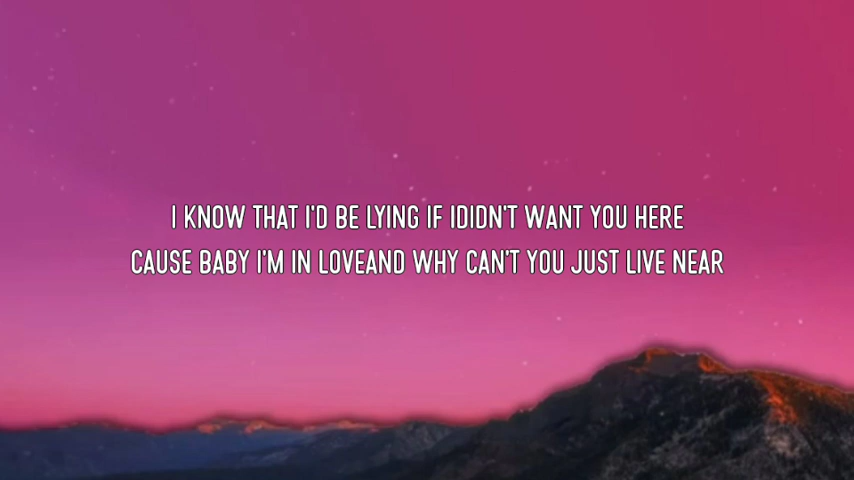 I KNOW THAT I'D BE LYING IF IDIDN'T WANT YOU HERE
CAUSE BABY I'M IN LOVEAND WHY CAN'T YOU JUST LIVE NEAR